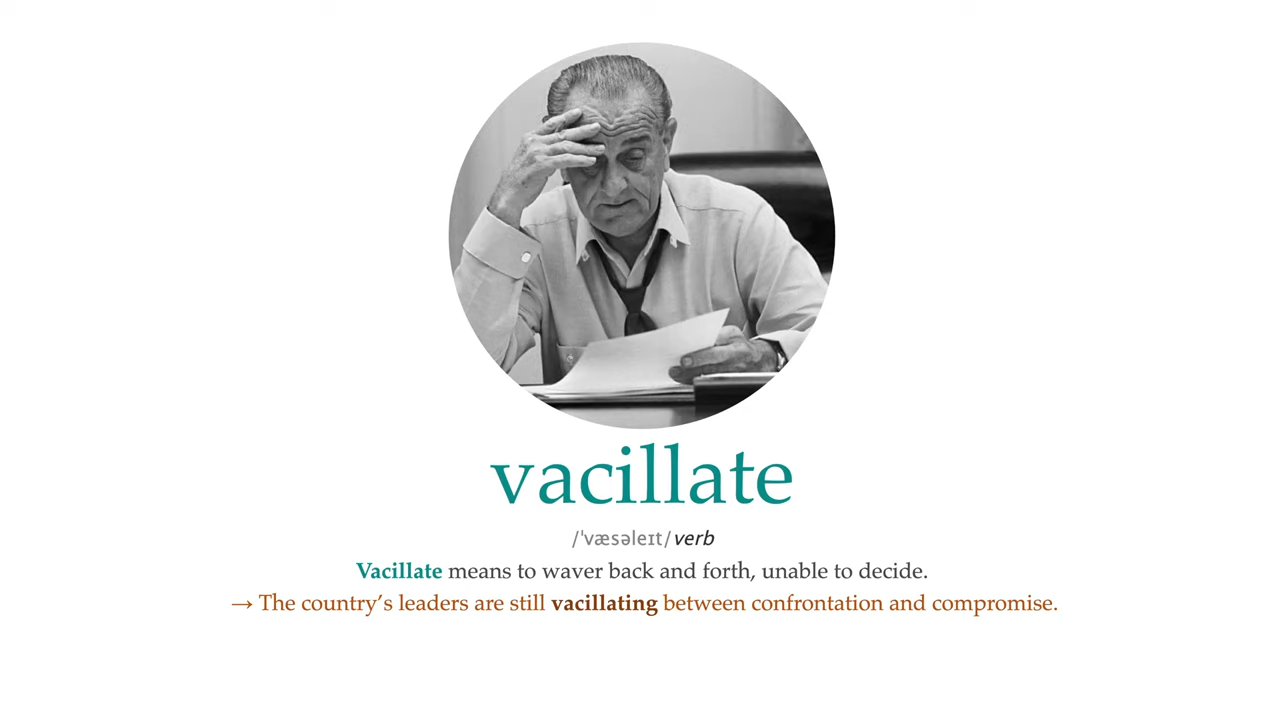 vacillate
/ˈvæsəleɪt/ verb
Vacillate means to waver back and forth, unable to decide.
→ The country’s leaders are still vacillating between confrontation and compromise.